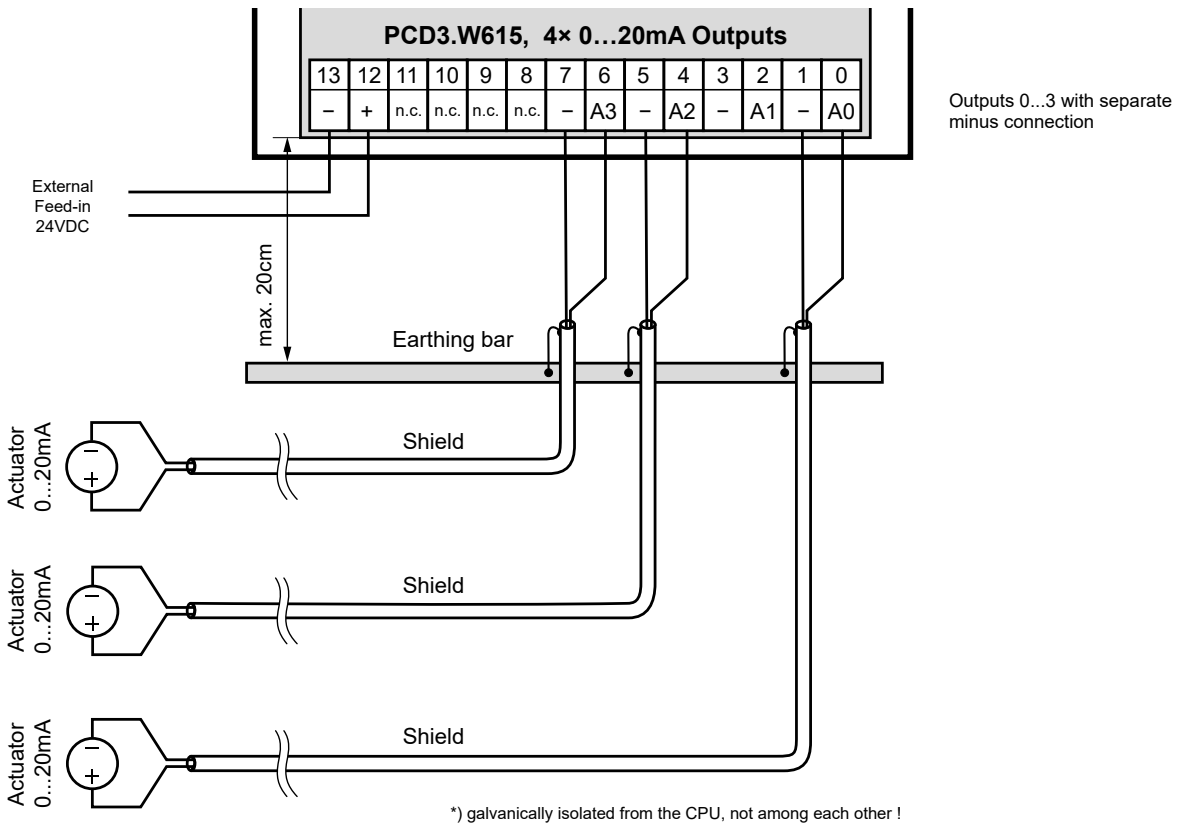 PCD3.W615, 4× 0...20mA Outputs
13 12 11 10 9 8 7 6 5 4 3 2 1 0
− + n.c. n.c. n.c. n.c. − A3 − A2 − A1 − A0
Outputs 0...3 with separate
minus connection
External
Feed-in
24VDC
max. 20cm
Earthing bar
Actuator
0...20mA
− +
Shield
Actuator
0...20mA
− +
Shield
Actuator
0...20mA
− +
Shield
*) galvanically isolated from the CPU, not among each other !